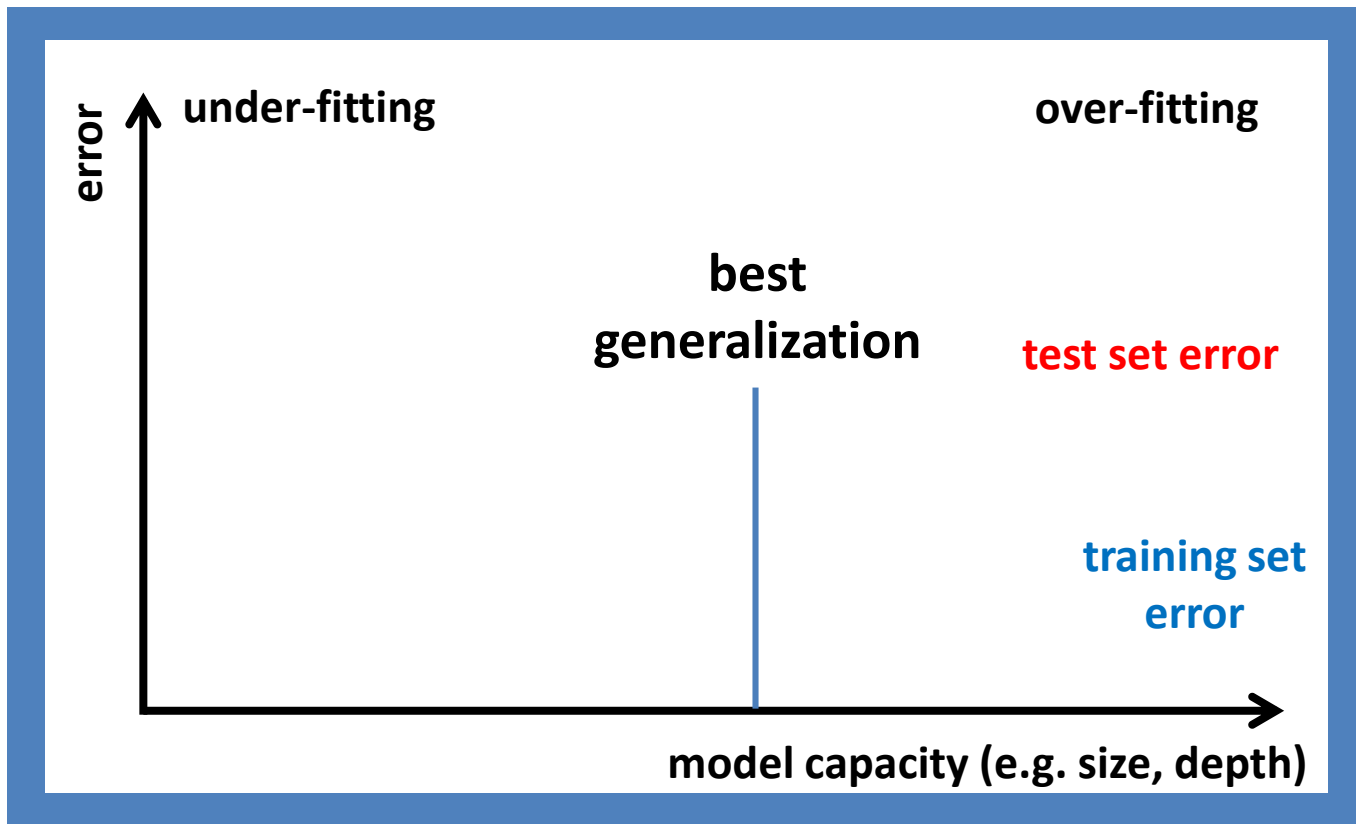 error
under-fitting
over-fitting
best
generalization
test set error
training set
error
model capacity (e.g. size, depth)